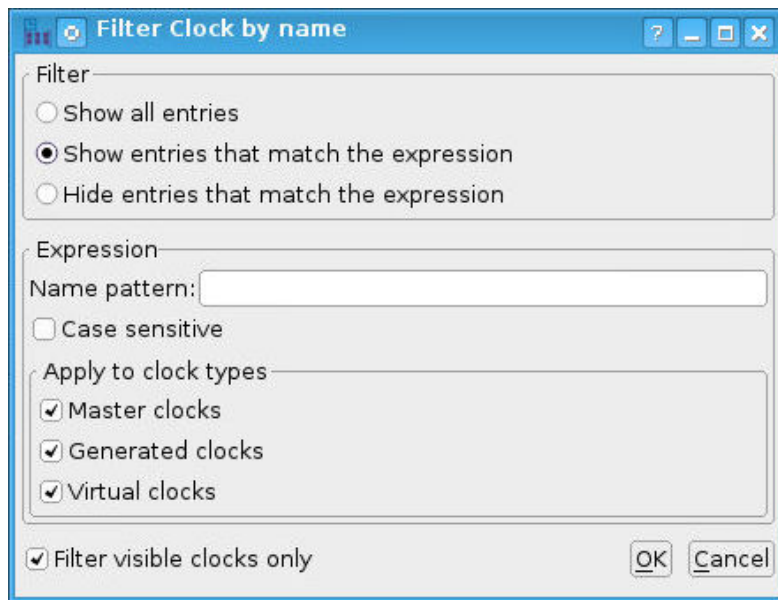 Filter Clock by name
?
Filter
Show all entries
Show entries that match the expression
Hide entries that match the expression
Expression
Name pattern:
Case sensitive
Apply to clock types
Master clocks
Generated clocks
Virtual clocks
Filter visible clocks only
OK Cancel